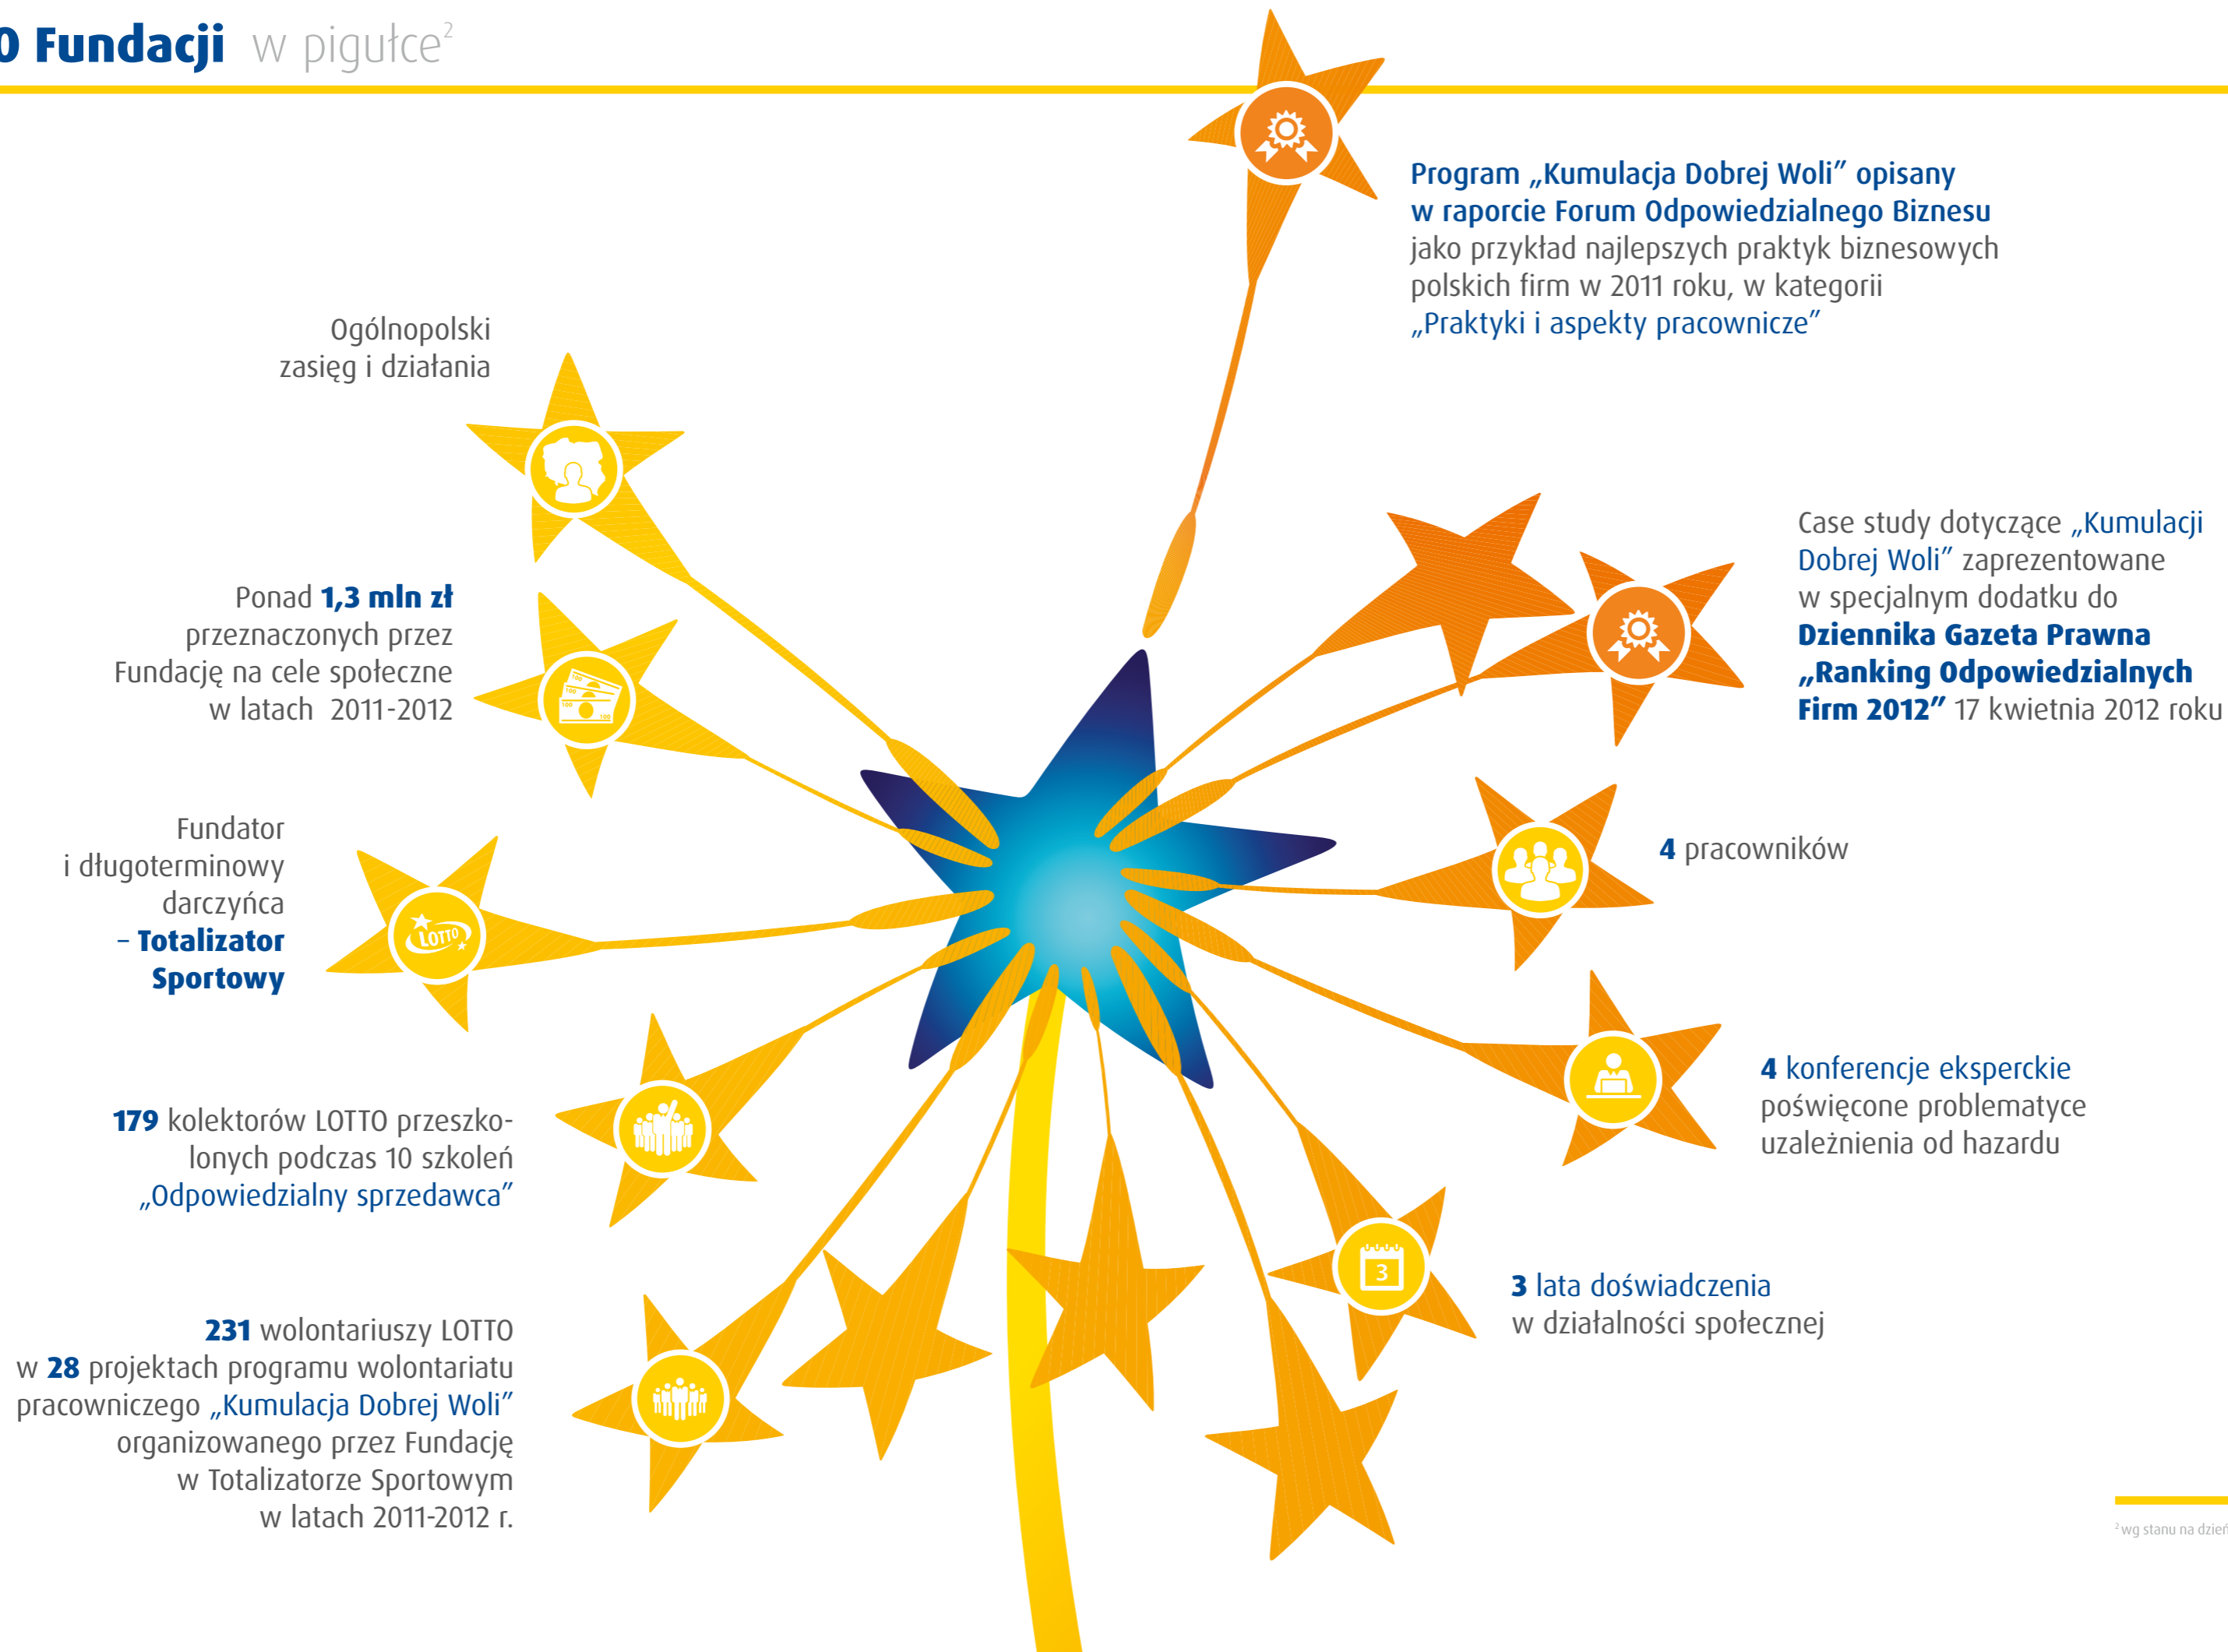 O Fundacji w pigułce²
Program „Kumulacja Dobrej Woli” opisany
w raporcie Forum Odpowiedzialnego Biznesu
jako przykład najlepszych praktyk biznesowych
polskich firm w 2011 roku, w kategorii
„Praktyki i aspekty pracownicze”
Ogólnopolski
zasięg i działania
Ponad 1,3 mln zł
przeznaczonych przez
Fundację na cele społeczne
w latach 2011-2012
100
100
100
100
Fundator
i długoterminowy
darczyńca
– Totalizator
Sportowy
LOTTO
179 kolektorów LOTTO przeszko-
lonych podczas 10 szkoleń
„Odpowiedzialny sprzedawca”
231 wolontariuszy LOTTO
w 28 projektach programu wolontariatu
pracowniczego „Kumulacja Dobrej Woli”
organizowanego przez Fundację
w Totalizatorze Sportowym
w latach 2011-2012 r.
Case study dotyczące „Kumulacji
Dobrej Woli” zaprezentowane
w specjalnym dodatku do
Dziennika Gazeta Prawna
„Ranking Odpowiedzialnych
Firm 2012” 17 kwietnia 2012 roku
4 pracowników
4 konferencje eksperckie
poświęcone problematyce
uzależnienia od hazardu
3
3 lata doświadczenia
w działalności społecznej
² wg stanu na dzień